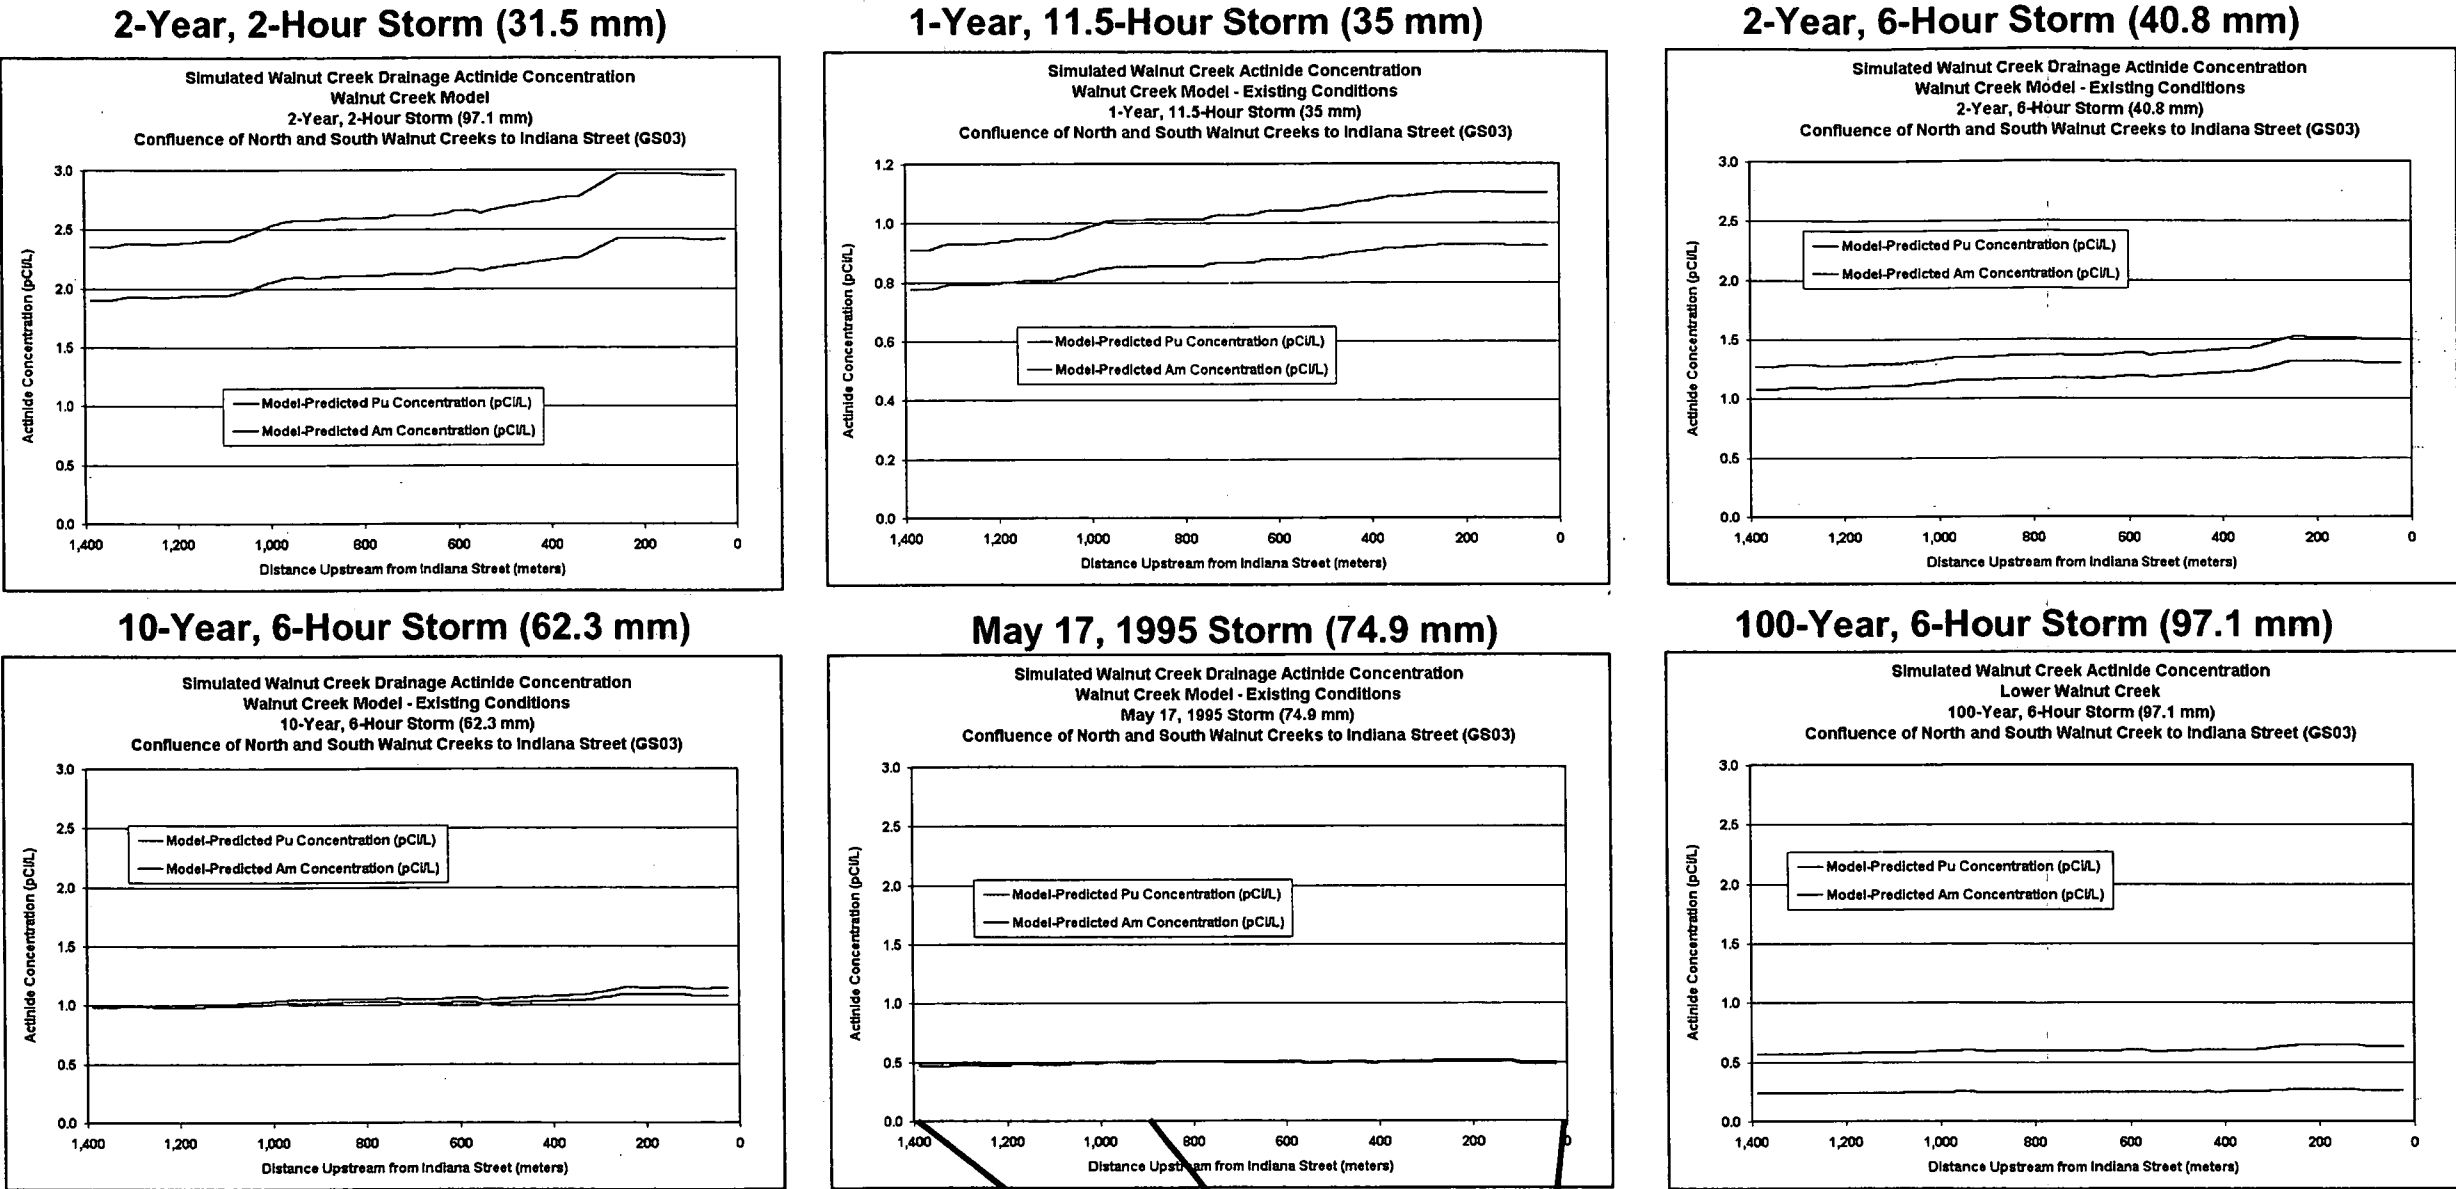 2-Year, 2-Hour Storm (31.5 mm)
Simulated Walnut Creek Drainage Actinide Concentration
Walnut Creek Model
2-Year, 2-Hour Storm (97.1 mm)
Confluence of North and South Walnut Creeks to Indiana Street (GS03)
Actinide Concentration (pCi/L)
3.0
2.5
2.0
1.5
1.0
0.5
0.0
Model-Predicted Pu Concentration (pCi/L)
Model-Predicted Am Concentration (pCi/L)
1,400 1,200 1,000 800 600 400 200 0
Distance Upstream from Indiana Street (meters)
1-Year, 11.5-Hour Storm (35 mm)
Simulated Walnut Creek Actinide Concentration
Walnut Creek Model - Existing Conditions
1-Year, 11.5-Hour Storm (35 mm)
Confluence of North and South Walnut Creeks to Indiana Street (GS03)
Actinide Concentration (pCi/L)
1.2
1.0
0.8
0.6
0.4
0.2
0.0
Model-Predicted Pu Concentration (pCi/L)
Model-Predicted Am Concentration (pCi/L)
1,400 1,200 1,000 800 600 400 200 0
Distance Upstream from Indiana Street (meters)
2-Year, 6-Hour Storm (40.8 mm)
Simulated Walnut Creek Drainage Actinide Concentration
Walnut Creek Model - Existing Conditions
2-Year, 6-Hour Storm (40.8 mm)
Confluence of North and South Walnut Creeks to Indiana Street (GS03)
Actinide Concentration (pCi/L)
3.0
2.5
2.0
1.5
1.0
0.5
0.0
Model-Predicted Pu Concentration (pCi/L)
Model-Predicted Am Concentration (pCi/L)
1,400 1,200 1,000 800 600 400 200 0
Distance Upstream from Indiana Street (meters)
10-Year, 6-Hour Storm (62.3 mm)
Simulated Walnut Creek Drainage Actinide Concentration
Walnut Creek Model - Existing Conditions
10-Year, 6-Hour Storm (62.3 mm)
Confluence of North and South Walnut Creeks to Indiana Street (GS03)
Actinide Concentration (pCi/L)
3.0
2.5
2.0
1.5
1.0
0.5
0.0
Model-Predicted Pu Concentration (pCi/L)
Model-Predicted Am Concentration (pCi/L)
1,400 1,200 1,000 800 600 400 200 0
Distance Upstream from Indiana Street (meters)
May 17, 1995 Storm (74.9 mm)
Simulated Walnut Creek Drainage Actinide Concentration
Walnut Creek Model - Existing Conditions
May 17, 1995 Storm (74.9 mm)
Confluence of North and South Walnut Creeks to Indiana Street (GS03)
Actinide Concentration (pCi/L)
3.0
2.5
2.0
1.5
1.0
0.5
0.0
Model-Predicted Pu Concentration (pCi/L)
Model-Predicted Am Concentration (pCi/L)
1,400 1,200 1,000 800 600 400 200 0
Distance Upstream from Indiana Street (meters)
100-Year, 6-Hour Storm (97.1 mm)
Simulated Walnut Creek Actinide Concentration
Lower Walnut Creek
100-Year, 6-Hour Storm (97.1 mm)
Confluence of North and South Walnut Creek to Indiana Street (GS03)
Actinide Concentration (pCi/L)
3.0
2.5
2.0
1.5
1.0
0.5
0.0
Model-Predicted Pu Concentration (pCi/L)
Model-Predicted Am Concentration (pCi/L)
1,400 1,200 1,000 800 600 400 200 0
Distance Upstream from Indiana Street (meters)